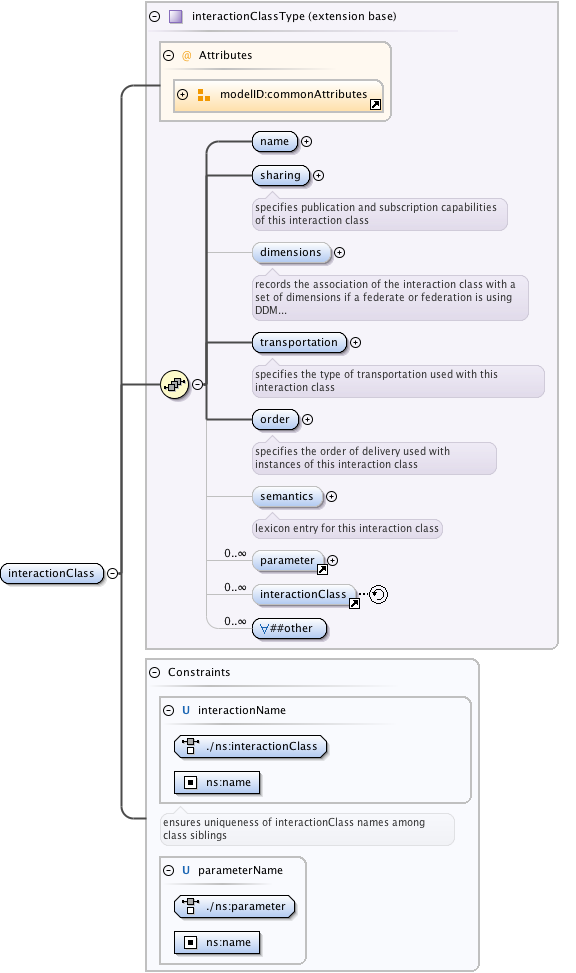 interactionClassType (extension base)
@ Attributes
modelID:commonAttributes
name
sharing
specifies publication and subscription capabilities
of this interaction class
dimensions
records the association of the interaction class with a
set of dimensions if a federate or federation is using
DDM...
transportation
specifies the type of transportation used with this
interaction class
order
specifies the order of delivery used with
instances of this interaction class
semantics
lexicon entry for this interaction class
0..∞ parameter
0..∞ interactionClass
0..∞ ∀##other
interactionClass
Constraints
U interactionName
./ns:interactionClass
ns:name
ensures uniqueness of interactionClass names among
class siblings
U parameterName
./ns:parameter
ns:name